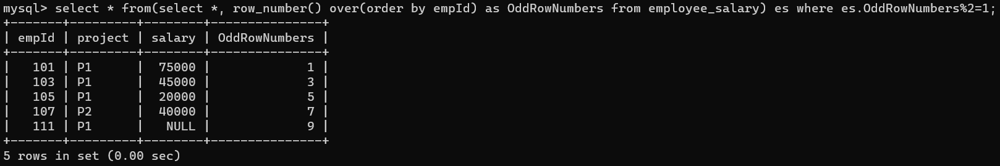 mysql> select * from(select *, row_number() over(order by empId) as OddRowNumbers from employee_salary) es where es.OddRowNumbers%2=1;
+-------+---------+--------+---------------+
| empId | project | salary | OddRowNumbers |
+-------+---------+--------+---------------+
|   101 | P1      |  75000 |             1 |
|   103 | P1      |  45000 |             3 |
|   105 | P1      |  20000 |             5 |
|   107 | P2      |  40000 |             7 |
|   111 | P1      |   NULL |             9 |
+-------+---------+--------+---------------+
5 rows in set (0.00 sec)